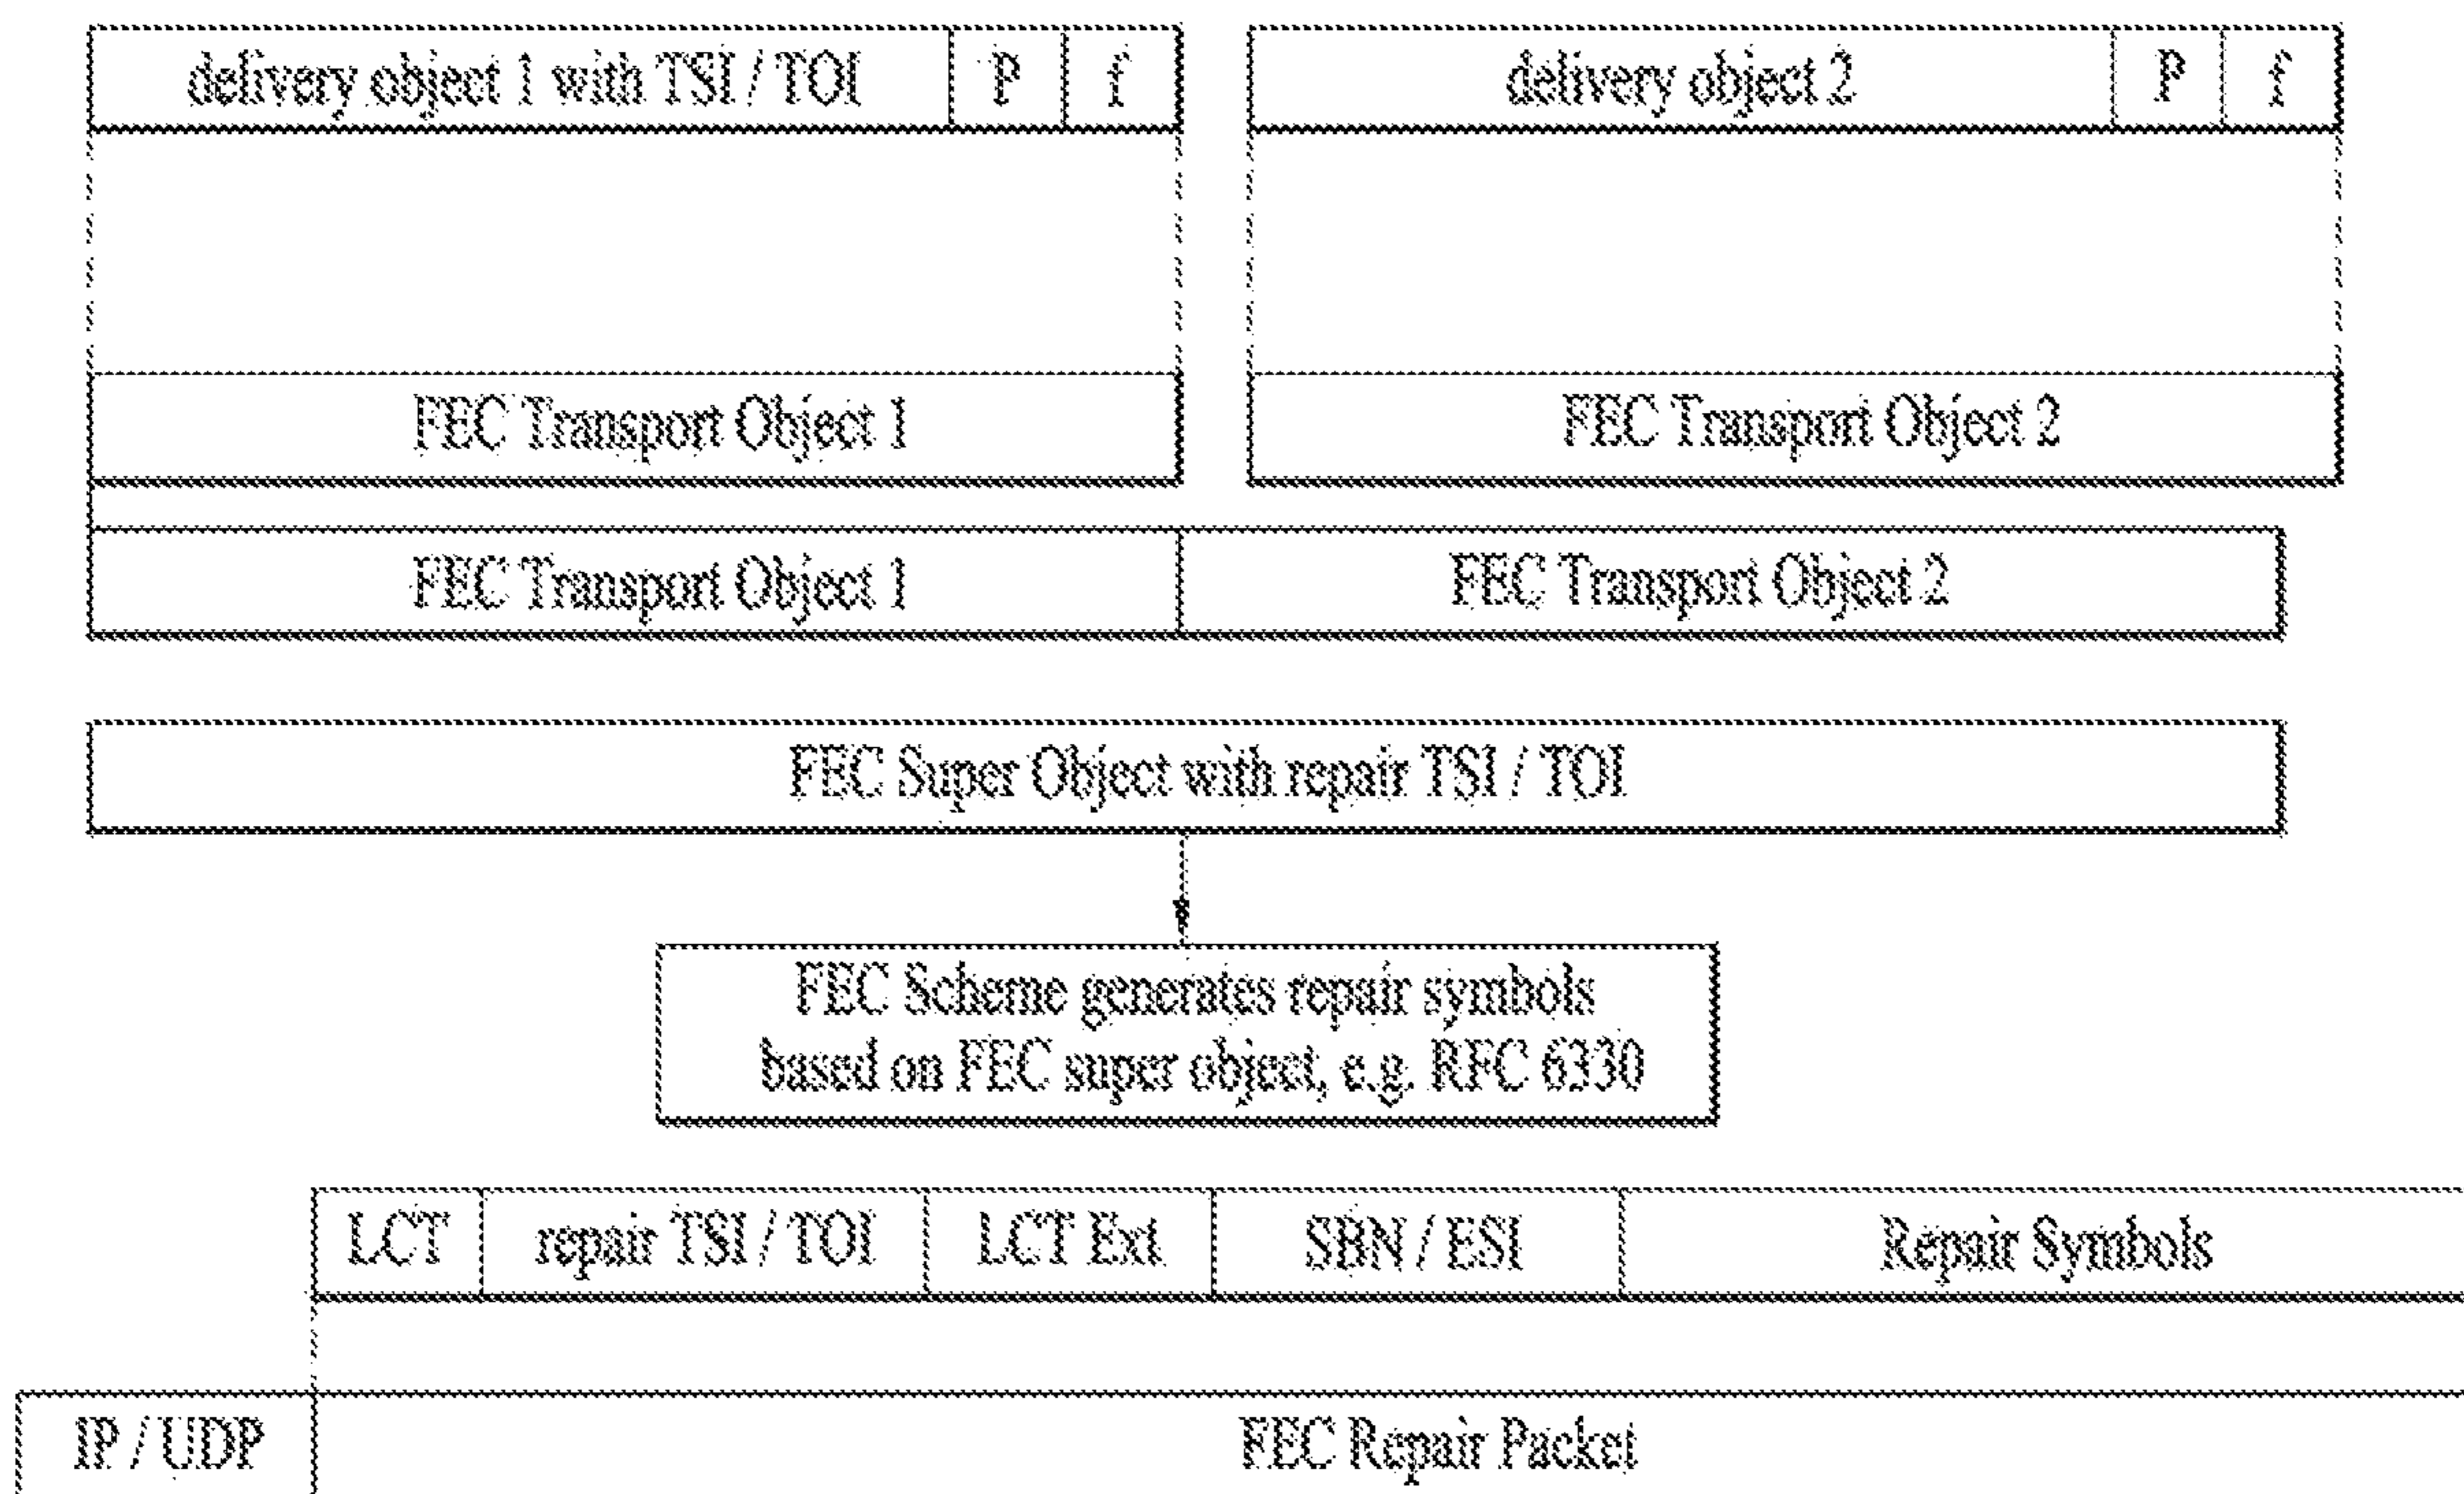 delivery object 1 with TSI / TOI P f
delivery object 2 P f
FEC Transport Object 1
FEC Transport Object 2
FEC Transport Object 1
FEC Transport Object 2
FEC Super Object with repair TSI / TOI
FEC Scheme generates repair symbols
based on FEC super object, e.g. RFC 6330
LCT repair TSI / TOI LCT Ext SBN / ESI Repair Symbols
IP / UDP FEC Repair Packet